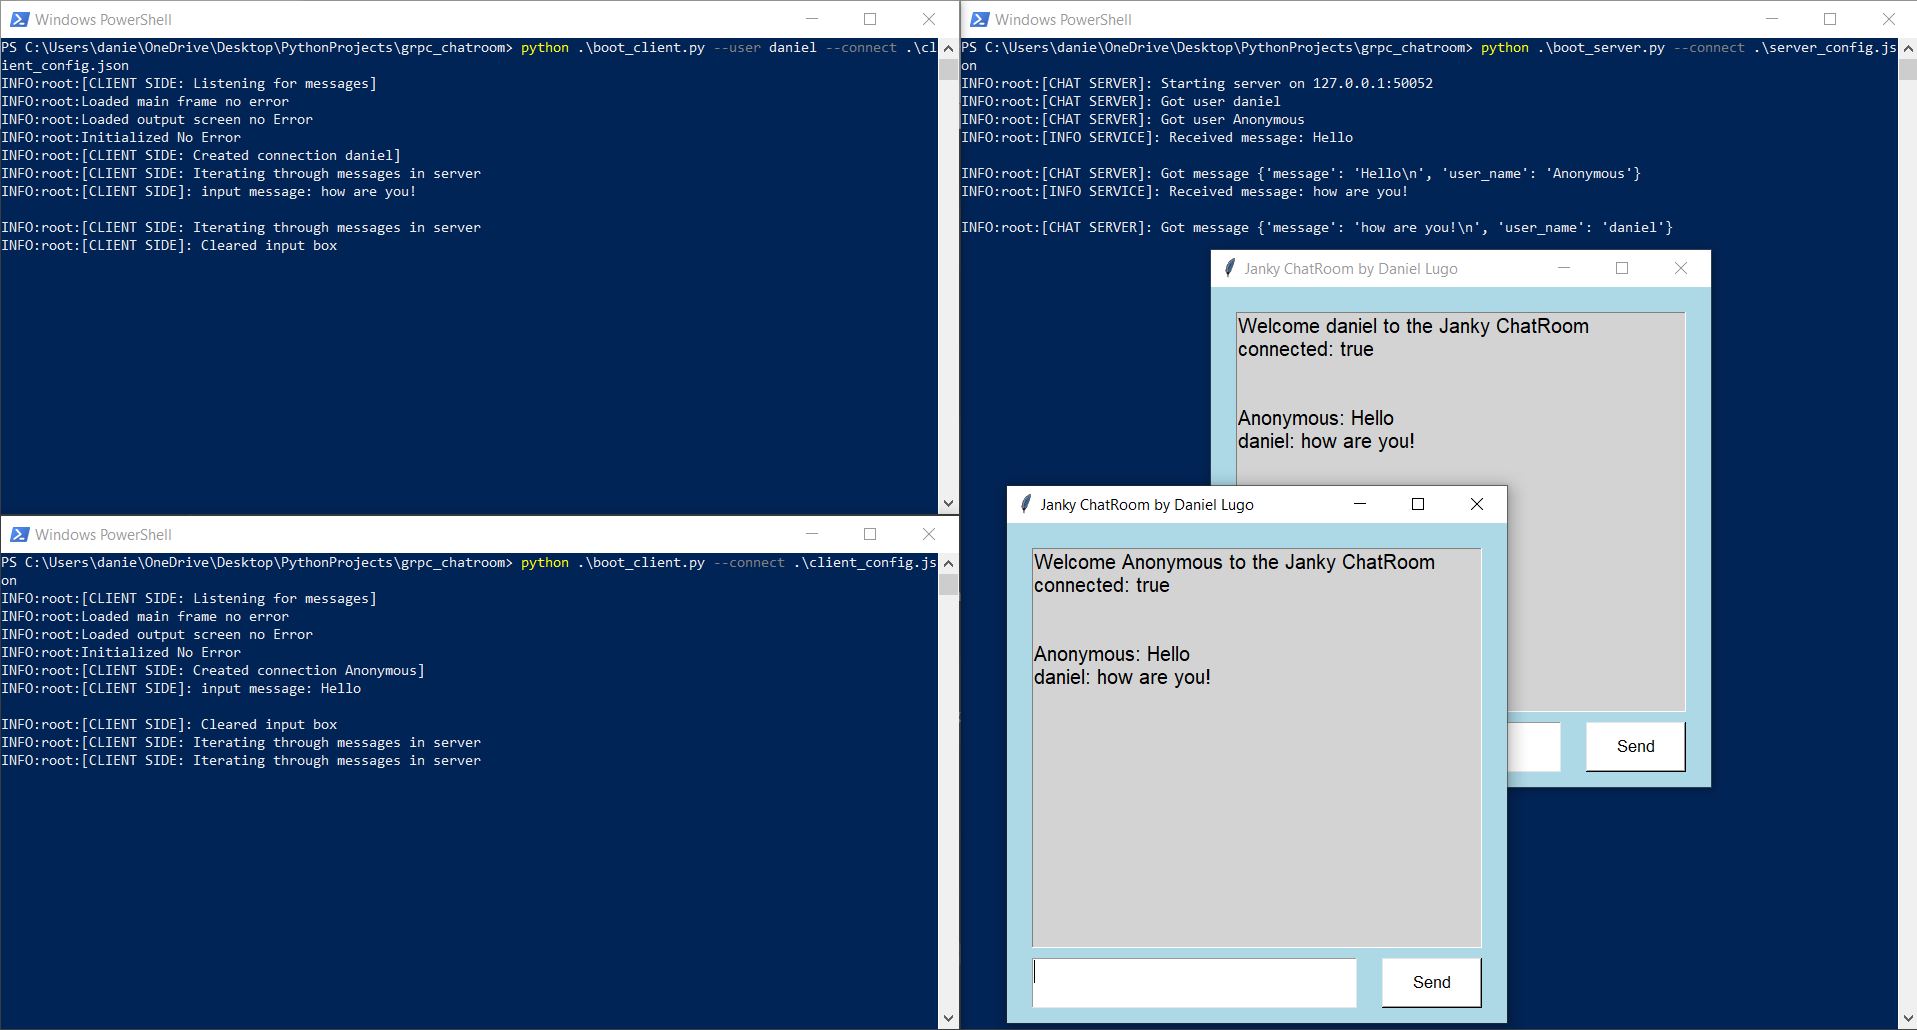 Windows PowerShell
PS C:\Users\danie\OneDrive\Desktop\PythonProjects\grpc_chatroom> python .\boot_client.py --user daniel --connect .\cl
ient_config.json
INFO:root:[CLIENT SIDE: Listening for messages]
INFO:root:Loaded main frame no error
INFO:root:Loaded output screen no Error
INFO:root:Initialized No Error
INFO:root:[CLIENT SIDE: Created connection daniel]
INFO:root:[CLIENT SIDE: Iterating through messages in server
INFO:root:[CLIENT SIDE]: input message: how are you!
INFO:root:[CLIENT SIDE: Iterating through messages in server
INFO:root:[CLIENT SIDE]: Cleared input box
Windows PowerShell
PS C:\Users\danie\OneDrive\Desktop\PythonProjects\grpc_chatroom> python .\boot_client.py --connect .\client_config.js
on
INFO:root:[CLIENT SIDE: Listening for messages]
INFO:root:Loaded main frame no error
INFO:root:Loaded output screen no Error
INFO:root:Initialized No Error
INFO:root:[CLIENT SIDE: Created connection Anonymous]
INFO:root:[CLIENT SIDE]: input message: Hello
INFO:root:[CLIENT SIDE]: Cleared input box
INFO:root:[CLIENT SIDE: Iterating through messages in server
INFO:root:[CLIENT SIDE: Iterating through messages in server
Windows PowerShell
PS C:\Users\danie\OneDrive\Desktop\PythonProjects\grpc_chatroom> python .\boot_server.py --connect .\server_config.js
on
INFO:root:[CHAT SERVER]: Starting server on 127.0.0.1:50052
INFO:root:[CHAT SERVER]: Got user daniel
INFO:root:[CHAT SERVER]: Got user Anonymous
INFO:root:[INFO SERVICE]: Received message: Hello
INFO:root:[CHAT SERVER]: Got message {'message': 'Hello\n', 'user_name': 'Anonymous'}
INFO:root:[INFO SERVICE]: Received message: how are you!
INFO:root:[CHAT SERVER]: Got message {'message': 'how are you!\n', 'user_name': 'daniel'}
Janky ChatRoom by Daniel Lugo
Welcome daniel to the Janky ChatRoom
connected: true
Anonymous: Hello
daniel: how are you!
Send
Janky ChatRoom by Daniel Lugo
Welcome Anonymous to the Janky ChatRoom
connected: true
Anonymous: Hello
daniel: how are you!
Send